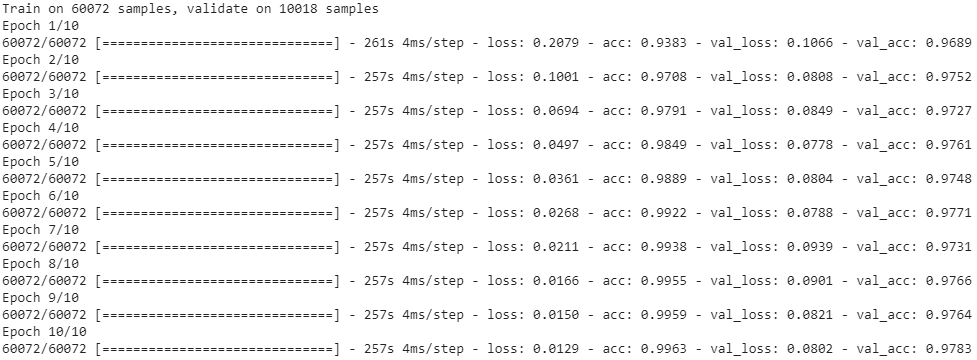 Train on 60072 samples, validate on 10018 samples
Epoch 1/10
60072/60072 [==============================] - 261s 4ms/step - loss: 0.2079 - acc: 0.9383 - val_loss: 0.1066 - val_acc: 0.9689
Epoch 2/10
60072/60072 [==============================] - 257s 4ms/step - loss: 0.1001 - acc: 0.9708 - val_loss: 0.0808 - val_acc: 0.9752
Epoch 3/10
60072/60072 [==============================] - 257s 4ms/step - loss: 0.0694 - acc: 0.9791 - val_loss: 0.0849 - val_acc: 0.9727
Epoch 4/10
60072/60072 [==============================] - 257s 4ms/step - loss: 0.0497 - acc: 0.9849 - val_loss: 0.0778 - val_acc: 0.9761
Epoch 5/10
60072/60072 [==============================] - 257s 4ms/step - loss: 0.0361 - acc: 0.9889 - val_loss: 0.0804 - val_acc: 0.9748
Epoch 6/10
60072/60072 [==============================] - 257s 4ms/step - loss: 0.0268 - acc: 0.9922 - val_loss: 0.0788 - val_acc: 0.9771
Epoch 7/10
60072/60072 [==============================] - 257s 4ms/step - loss: 0.0211 - acc: 0.9938 - val_loss: 0.0939 - val_acc: 0.9731
Epoch 8/10
60072/60072 [==============================] - 257s 4ms/step - loss: 0.0166 - acc: 0.9955 - val_loss: 0.0901 - val_acc: 0.9766
Epoch 9/10
60072/60072 [==============================] - 257s 4ms/step - loss: 0.0150 - acc: 0.9959 - val_loss: 0.0821 - val_acc: 0.9764
Epoch 10/10
60072/60072 [==============================] - 257s 4ms/step - loss: 0.0129 - acc: 0.9963 - val_loss: 0.0802 - val_acc: 0.9783